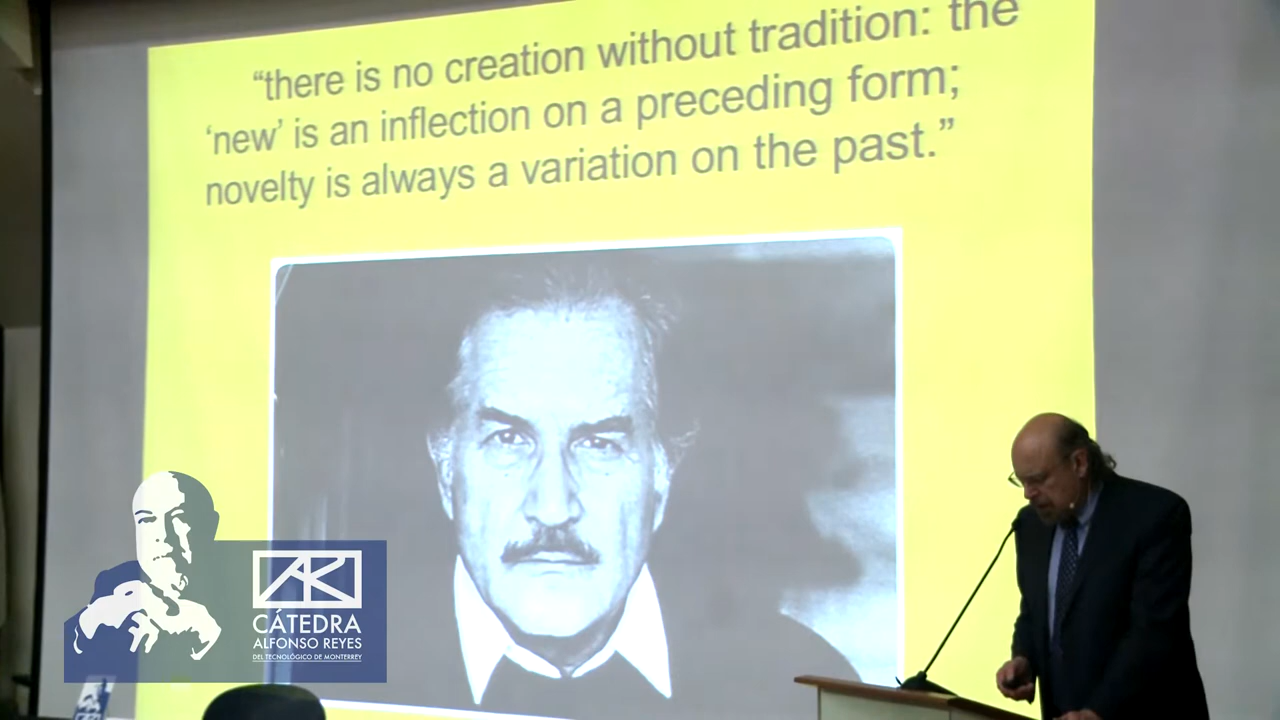 “there is no creation without tradition: the
‘new’ is an inflection on a preceding form;
novelty is always a variation on the past.”
AR
CÁTEDRA
ALFONSO REYES
DEL TECNOLÓGICO DE MONTERREY